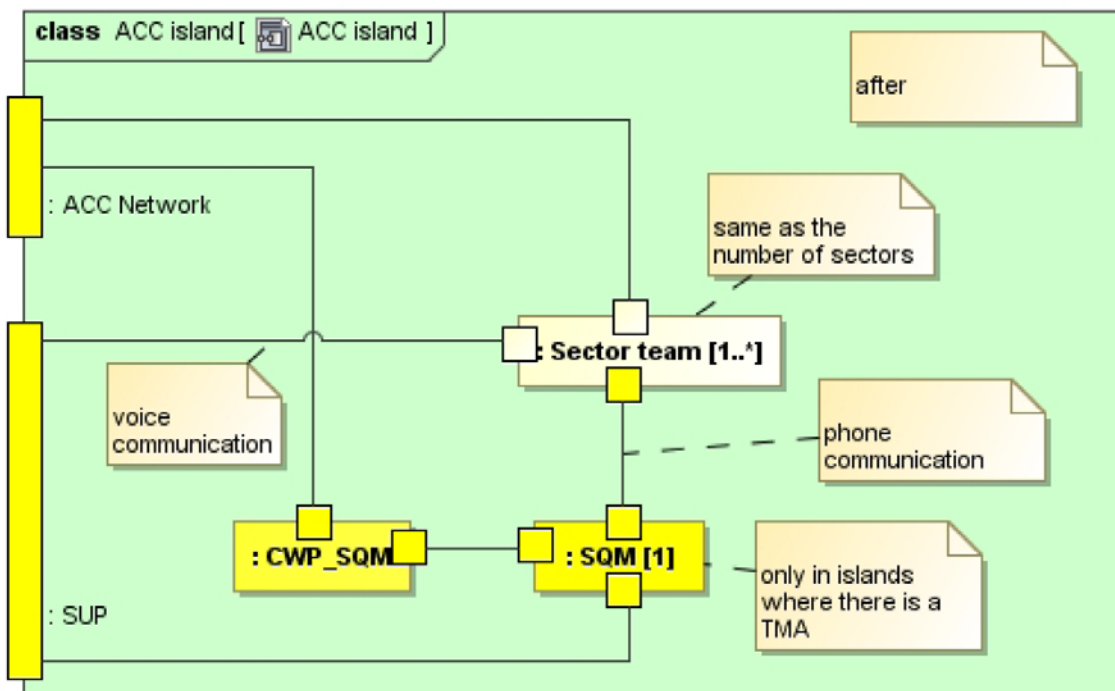 class ACC island [ ACC island ]
after
: ACC Network
same as the
number of sectors
: Sector team [1..*]
voice
communication
phone
communication
: CWP_SQM
: SQM [1]
only in islands
where there is a
TMA
: SUP